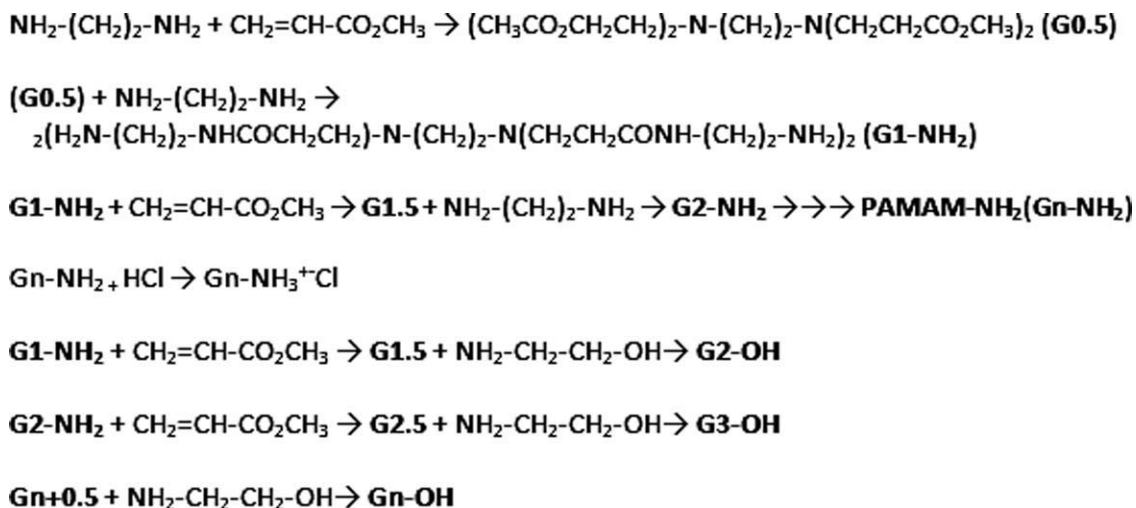 NH₂-(CH₂)₂-NH₂ + CH₂=CH-CO₂CH₃ → (CH₃CO₂CH₂CH₂)₂-N-(CH₂)₂-N(CH₂CH₂CO₂CH₃)₂ (G0.5)
(G0.5) + NH₂-(CH₂)₂-NH₂ →
₂(H₂N-(CH₂)₂-NHCOCH₂CH₂)-N-(CH₂)₂-N(CH₂CH₂CONH-(CH₂)₂-NH₂)₂ (G1-NH₂)
G1-NH₂ + CH₂=CH-CO₂CH₃ → G1.5 + NH₂-(CH₂)₂-NH₂ → G2-NH₂ →→→ PAMAM-NH₂(Gn-NH₂)
Gn-NH₂ ₊ HCl → Gn-NH₃⁺⁻Cl
G1-NH₂ + CH₂=CH-CO₂CH₃ → G1.5 + NH₂-CH₂-CH₂-OH→ G2-OH
G2-NH₂ + CH₂=CH-CO₂CH₃ → G2.5 + NH₂-CH₂-CH₂-OH→ G3-OH
Gn+0.5 + NH₂-CH₂-CH₂-OH→ Gn-OH